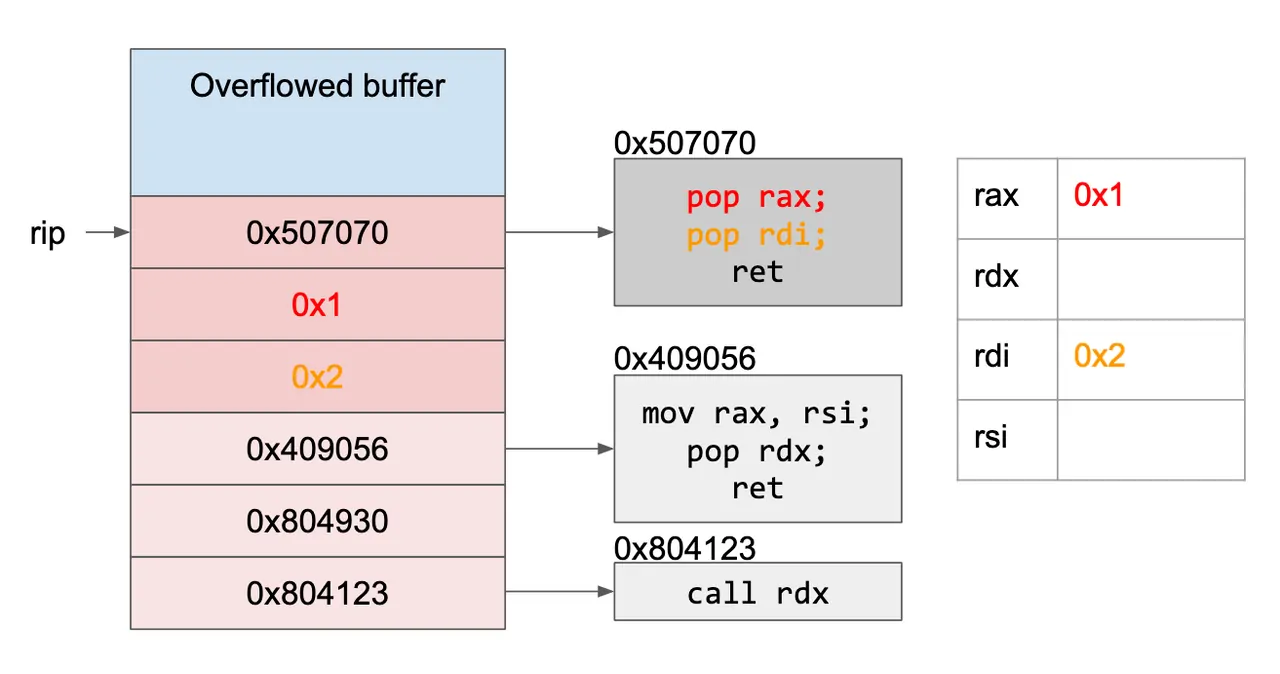 Overflowed buffer
rip
0x507070
0x1
0x2
0x409056
0x804930
0x804123
0x507070
pop rax;
pop rdi;
ret
0x409056
mov rax, rsi;
pop rdx;
ret
0x804123
call rdx
rax 0x1
rdx
rdi 0x2
rsi